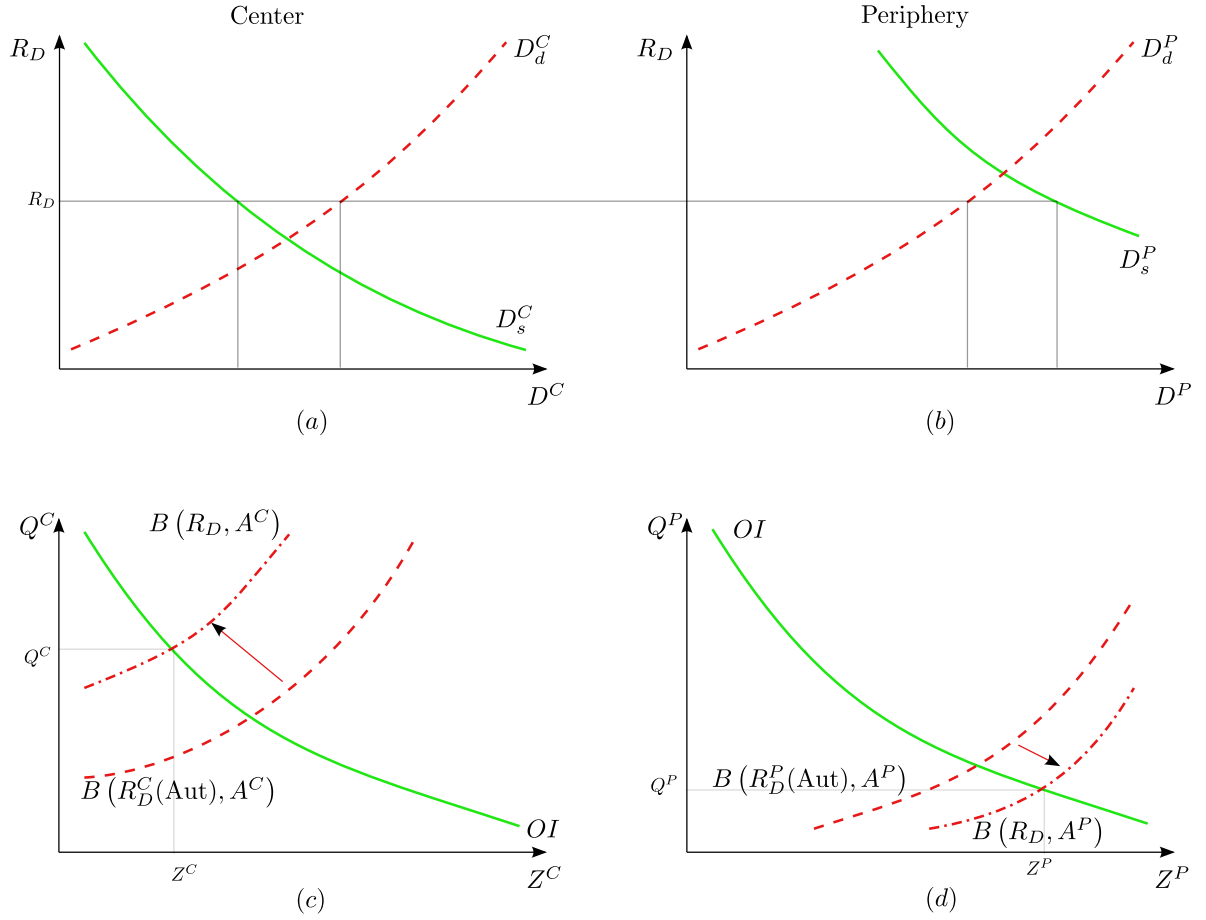 Center
Periphery
R_D
D_d^C
R_D
D_d^P
R_D
D_s^P
D_s^C
D^C
D^P
(a)
(b)
Q^C
B (R_D, A^C)
Q^P
OI
Q^C
B (R_D^C(Aut), A^C)
B (R_D^P(Aut), A^P)
Q^P
OI
B (R_D, A^P)
Z^C
Z^P
Z^C
Z^P
(c)
(d)